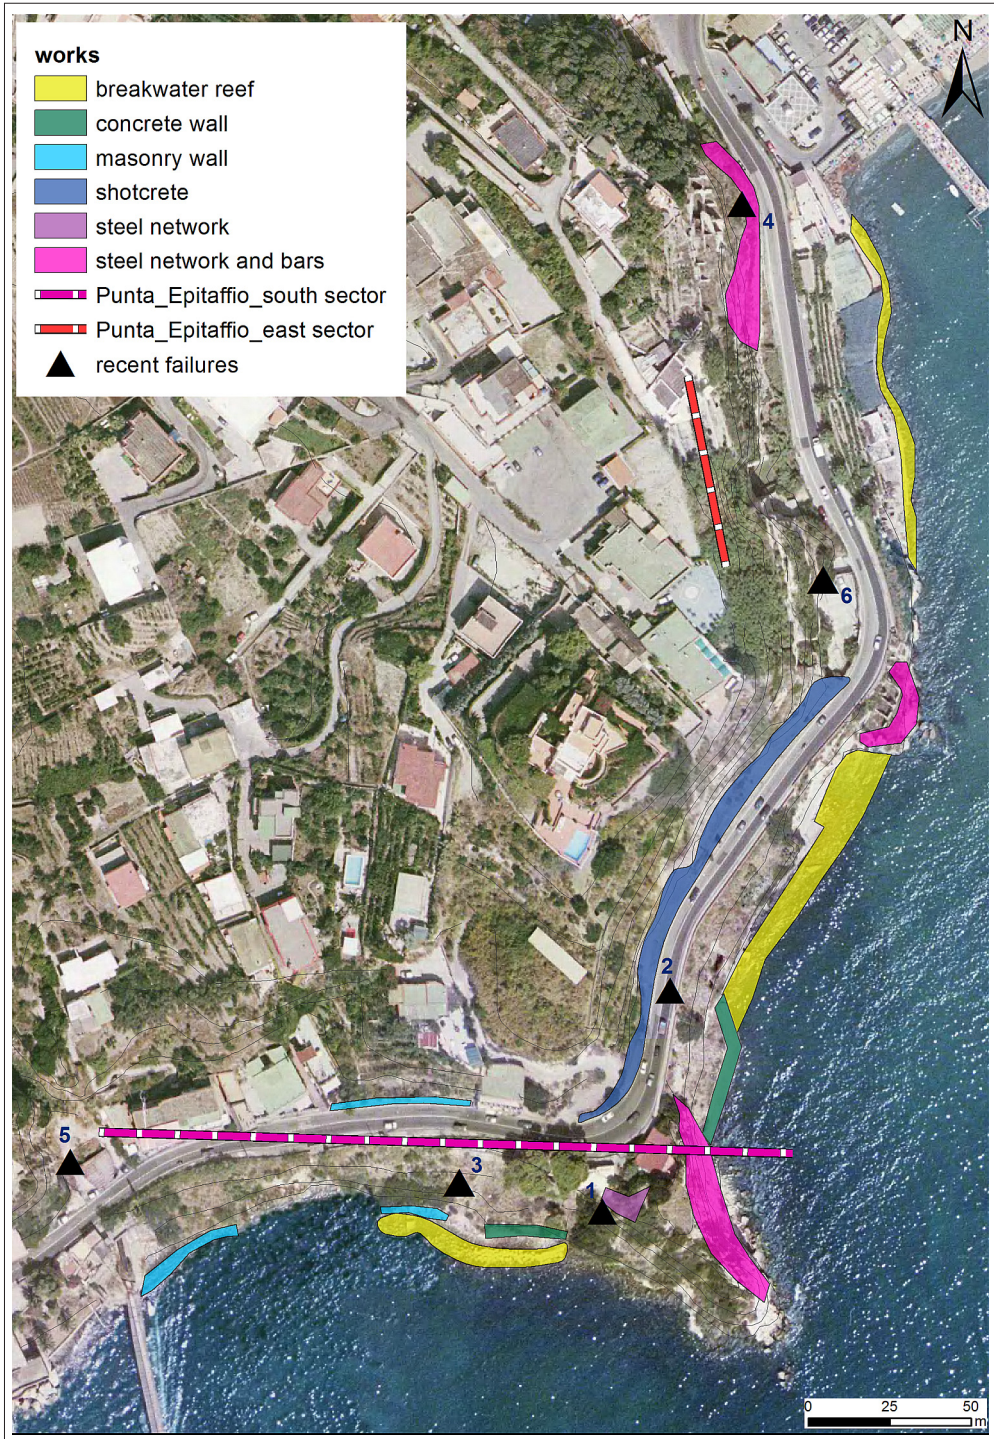 works
breakwater reef
concrete wall
masonry wall
shotcrete
steel network
steel network and bars
Punta_Epitaffio_south sector
Punta_Epitaffio_east sector
recent failures
N
4
6
2
5
3
1
0 25 50
m